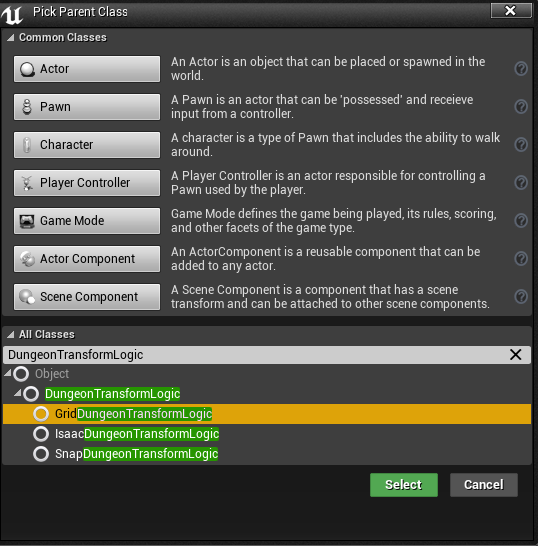 Pick Parent Class
Common Classes
Actor
An Actor is an object that can be placed or spawned in the
world.
Pawn
A Pawn is an actor that can be 'possessed' and receieve
input from a controller.
Character
A character is a type of Pawn that includes the ability to walk
around.
Player Controller
A Player Controller is an actor responsible for controlling a
Pawn used by the player.
Game Mode
Game Mode defines the game being played, its rules, scoring,
and other facets of the game type.
Actor Component
An ActorComponent is a reusable component that can be
added to any actor.
Scene Component
A Scene Component is a component that has a scene
transform and can be attached to other scene components.
All Classes
DungeonTransformLogic
Object
DungeonTransformLogic
GridDungeonTransformLogic
IsaacDungeonTransformLogic
SnapDungeonTransformLogic
Select
Cancel